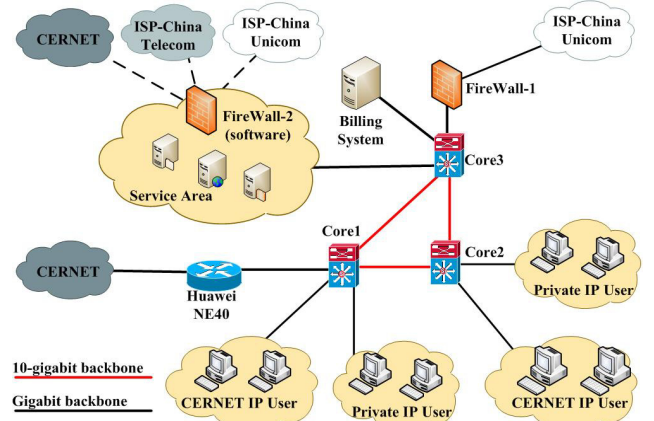 CERNET
ISP-China
Telecom
ISP-China
Unicom
ISP-China
Unicom
FireWall-2
(software)
Billing
System
FireWall-1
Service Area
Core3
Core1
Core2
CERNET
Huawei
NE40
Private IP User
10-gigabit backbone
Gigabit backbone
CERNET IP User
Private IP User
CERNET IP User